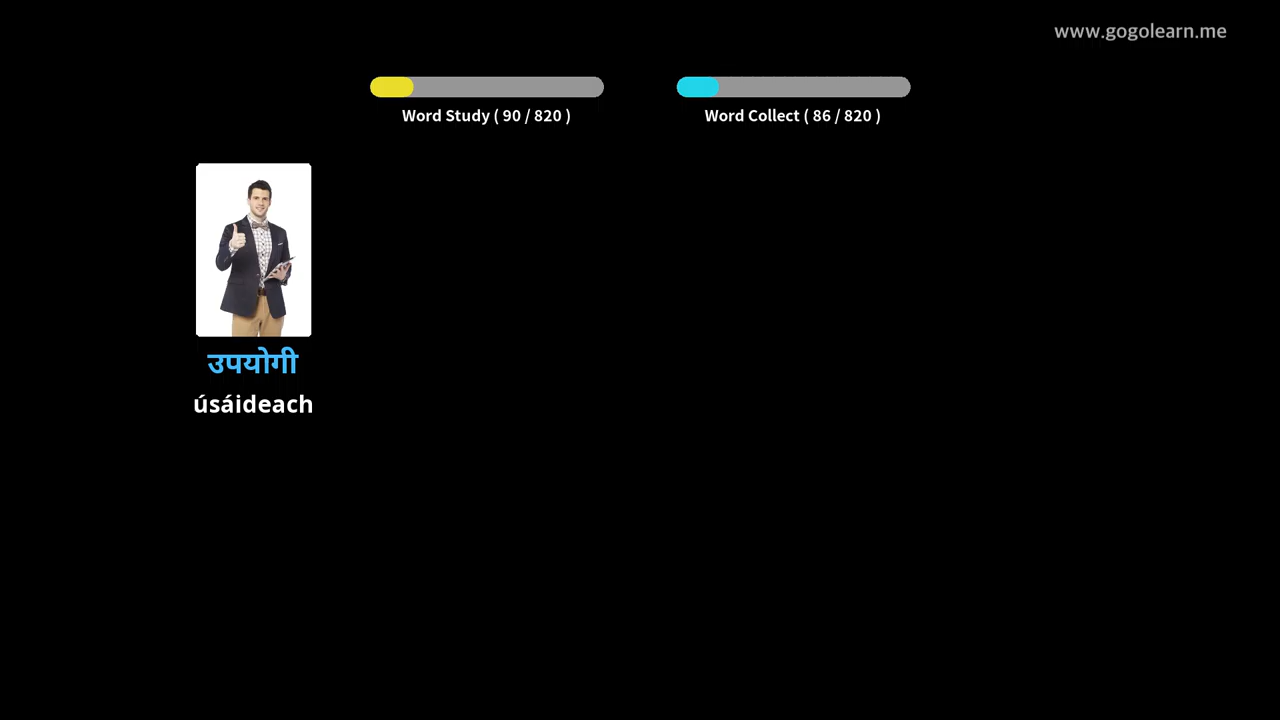 www.gogolearn.me
Word Study ( 90 / 820 )
Word Collect ( 86 / 820 )
उपयोगी
úsáideach